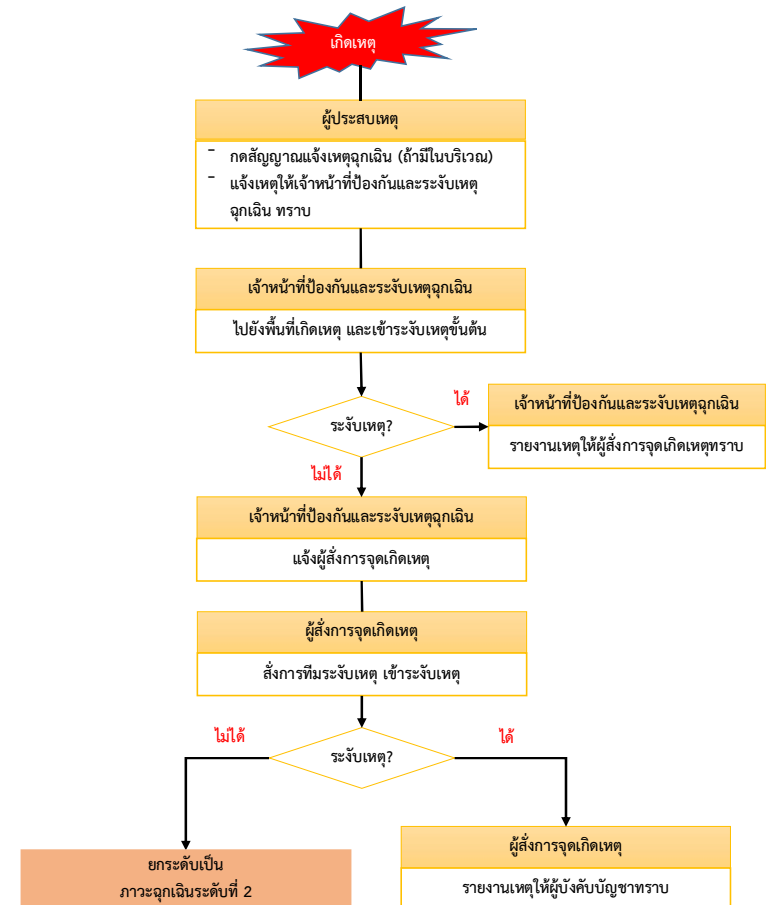 เกิดเหตุ
ผู้ประสบเหตุ
- กดสัญญาณแจ้งเหตุฉุกเฉิน (ถ้ามีในบริเวณ)
- แจ้งเหตุให้เจ้าหน้าที่ป้องกันและระงับเหตุ
ฉุกเฉิน ทราบ
เจ้าหน้าที่ป้องกันและระงับเหตุฉุกเฉิน
ไปยังพื้นที่เกิดเหตุ และเข้าระงับเหตุขั้นต้น
ระงับเหตุ?
ได้
เจ้าหน้าที่ป้องกันและระงับเหตุฉุกเฉิน
รายงานเหตุให้ผู้สั่งการจุดเกิดเหตุทราบ
ไม่ได้
เจ้าหน้าที่ป้องกันและระงับเหตุฉุกเฉิน
แจ้งผู้สั่งการจุดเกิดเหตุ
ผู้สั่งการจุดเกิดเหตุ
สั่งการทีมระงับเหตุ เข้าระงับเหตุ
ไม่ได้
ระงับเหตุ?
ได้
ยกระดับเป็น
ภาวะฉุกเฉินระดับที่ 2
ผู้สั่งการจุดเกิดเหตุ
รายงานเหตุให้ผู้บังคับบัญชาทราบ